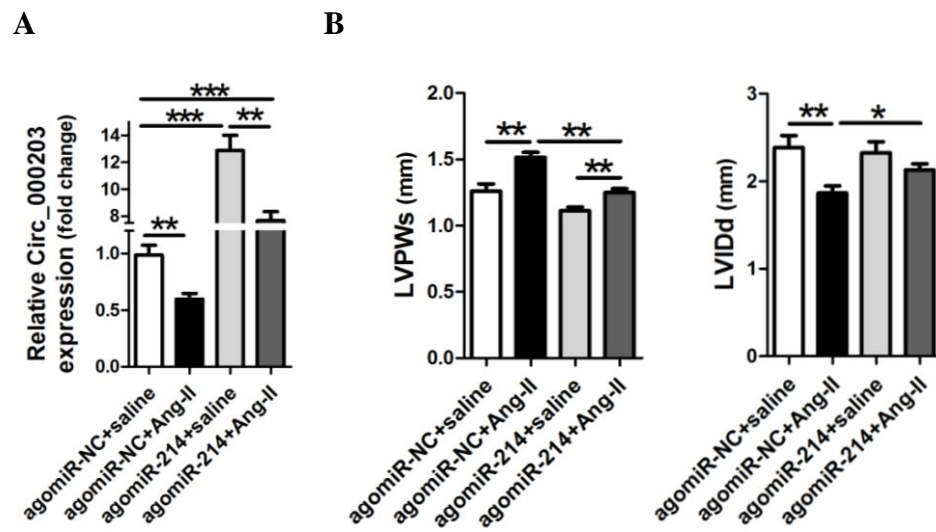 A
B
Relative Circ_000203
expression (fold change)
***
***
**
**
14
12
10
8
1.0
0.5
0.0
agomiR-NC+saline
agomiR-NC+Ang-II
agomiR-214+saline
agomiR-214+Ang-II
LVPWs (mm)
**
**
**
2.0
1.5
1.0
0.5
0.0
agomiR-NC+saline
agomiR-NC+Ang-II
agomiR-214+saline
agomiR-214+Ang-II
LVIDd (mm)
**
*
3
2
1
0
agomiR-NC+saline
agomiR-NC+Ang-II
agomiR-214+saline
agomiR-214+Ang-II